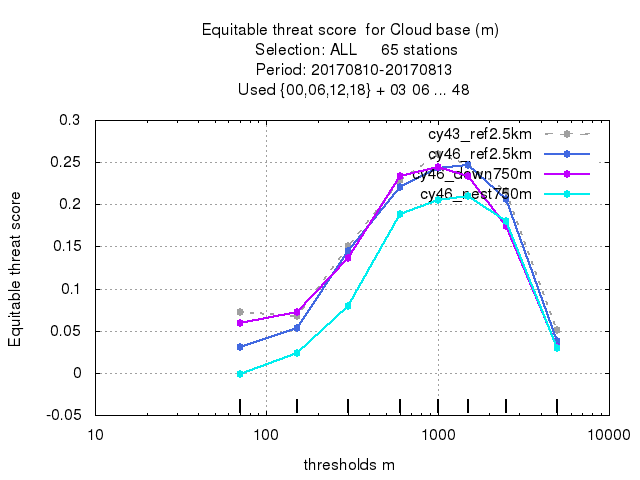 Equitable threat score  for Cloud base (m)
Selection: ALL     65 stations
Period: 20170810-20170813
Used {00,06,12,18} + 03 06 ... 48
0.3
0.25
0.2
0.15
0.1
0.05
0
-0.05
Equitable threat score
cy43_ref2.5km
cy46_ref2.5km
cy46_down750m
cy46_nest750m
10
100
1000
10000
thresholds m